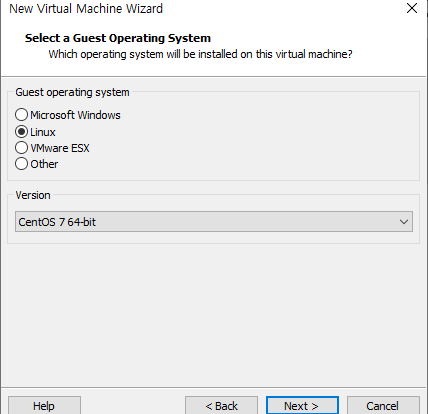 New Virtual Machine Wizard
Select a Guest Operating System
Which operating system will be installed on this virtual machine?
Guest operating system
Microsoft Windows
Linux
VMware ESX
Other
Version
CentOS 7 64-bit
Help
< Back
Next >
Cancel